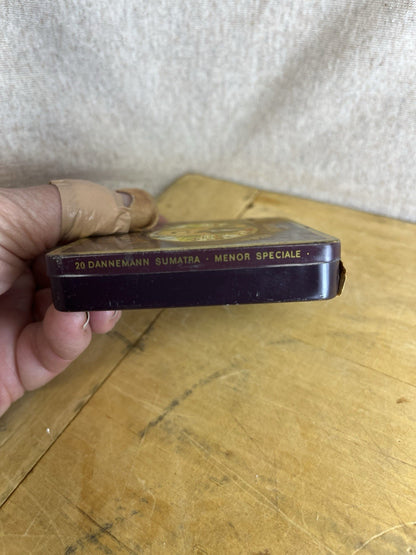 20 DANNEMANN SUMATRA · MENOR SPECIALE ·